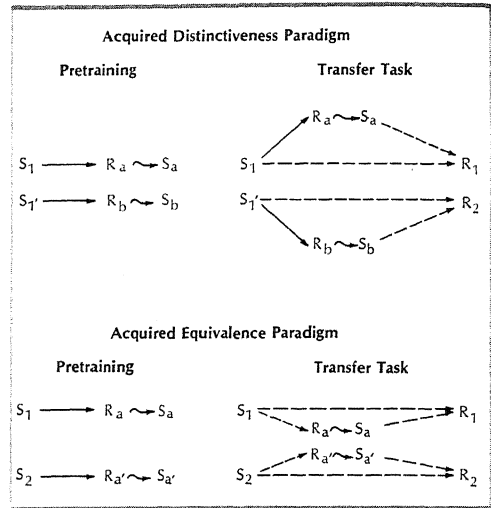 Acquired Distinctiveness Paradigm
Pretraining Transfer Task
Ra Sa
S1 Ra Sa S1 R1
S1' Rb Sb S1' R2
Rb Sb
Acquired Equivalence Paradigm
Pretraining Transfer Task
S1 Ra Sa S1 R1
Ra Sa
Ra' Sa'
S2 Ra' Sa' S2 R2